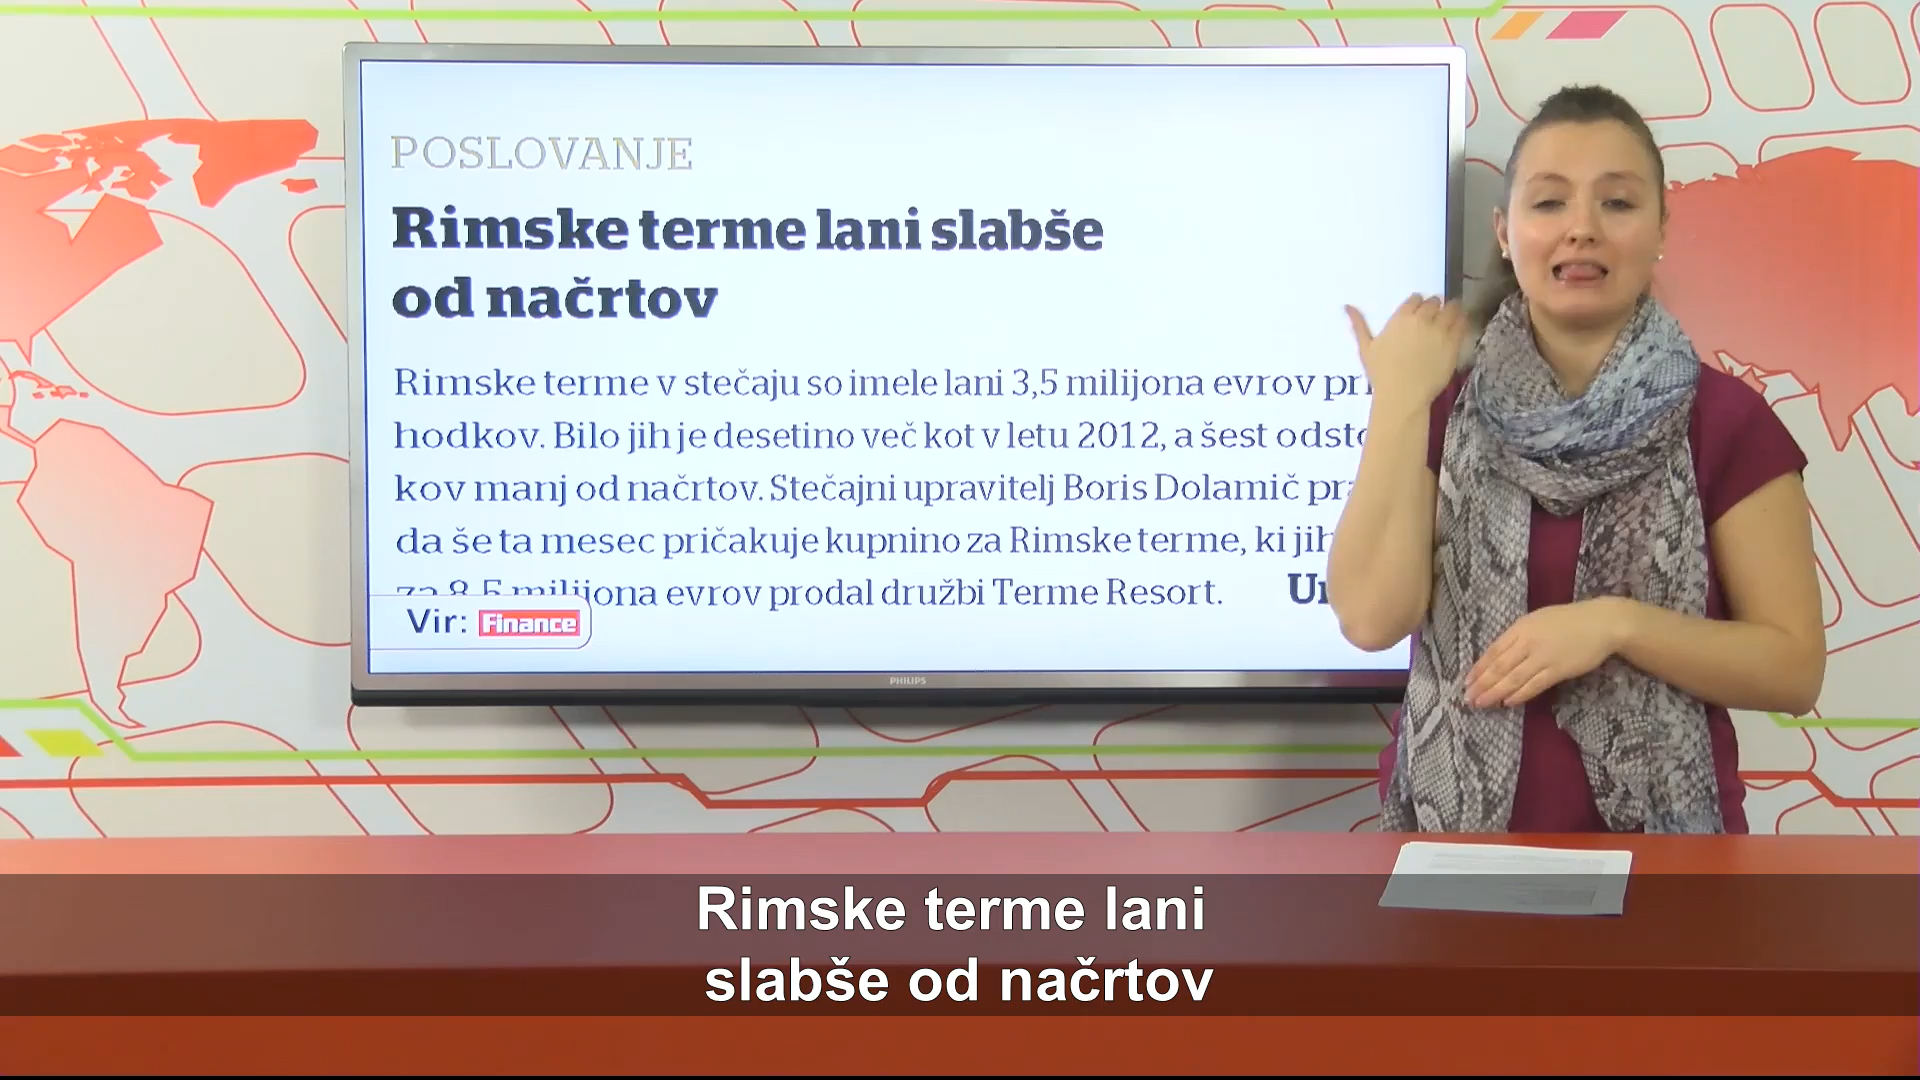 POSLOVANJE
Rimske terme lani slabše
od načrtov
Rimske terme v stečaju so imele lani 3,5 milijona evrov
hodkov. Bilo jih je desetino več kot v letu 2012, a šest
kov manj od načrtov. Stečajni upravitelj Boris Dolamič
da še ta mesec pričakuje kupnino za Rimske terme, ki jih
za 8,5 milijona evrov prodal družbi Terme Resort.
Vir: Finance
PHILIPS
Rimske terme lani
slabše od načrtov